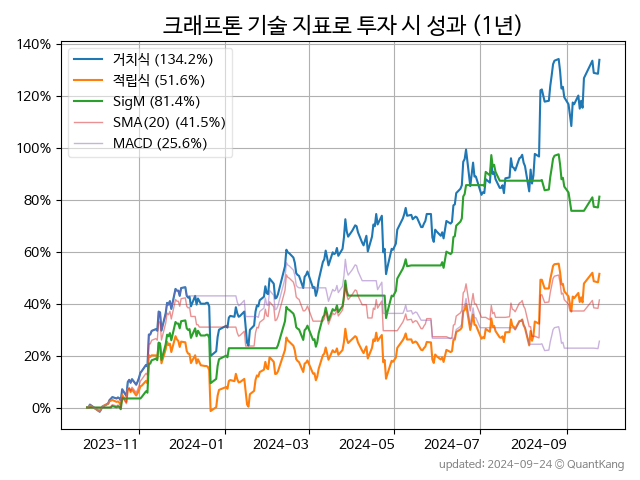 크래프톤 기술 지표로 투자 시 성과 (1년)
140%
120%
100%
80%
60%
40%
20%
0%
거치식 (134.2%)
적립식 (51.6%)
SigM (81.4%)
SMA(20) (41.5%)
MACD (25.6%)
2023-11
2024-01
2024-03
2024-05
2024-07
2024-09
updated: 2024-09-24 © QuantKang